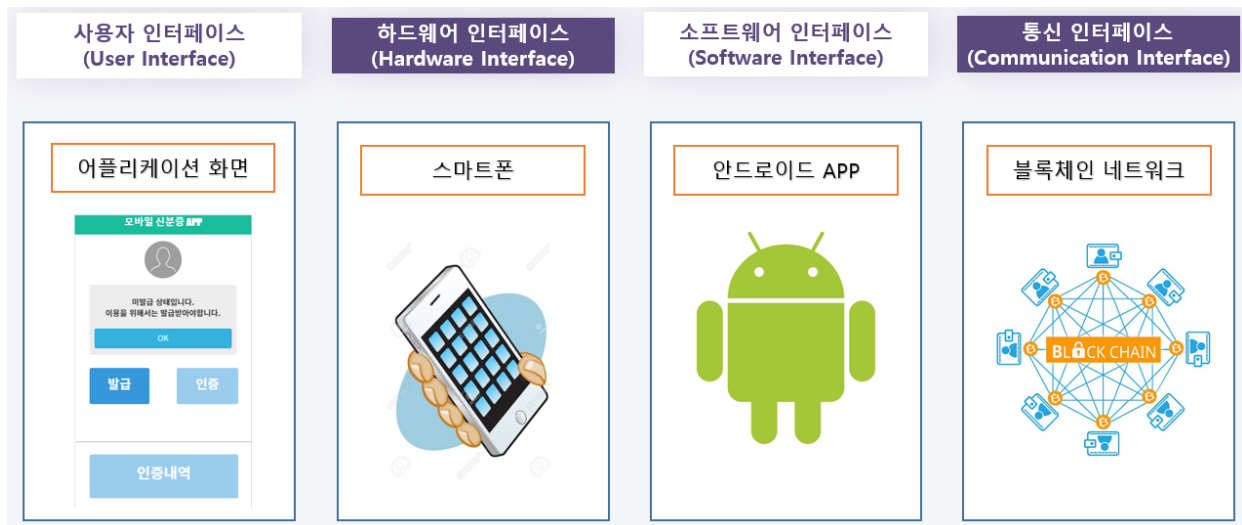 사용자 인터페이스
(User Interface)
하드웨어 인터페이스
(Hardware Interface)
소프트웨어 인터페이스
(Software Interface)
통신 인터페이스
(Communication Interface)
어플리케이션 화면
모바일 신분증 APP
미발급 상태입니다.
이용을 위해서는 발급받아야합니다.
OK
발급
인증
인증내역
스마트폰
안드로이드 APP
블록체인 네트워크
BLOCK CHAIN